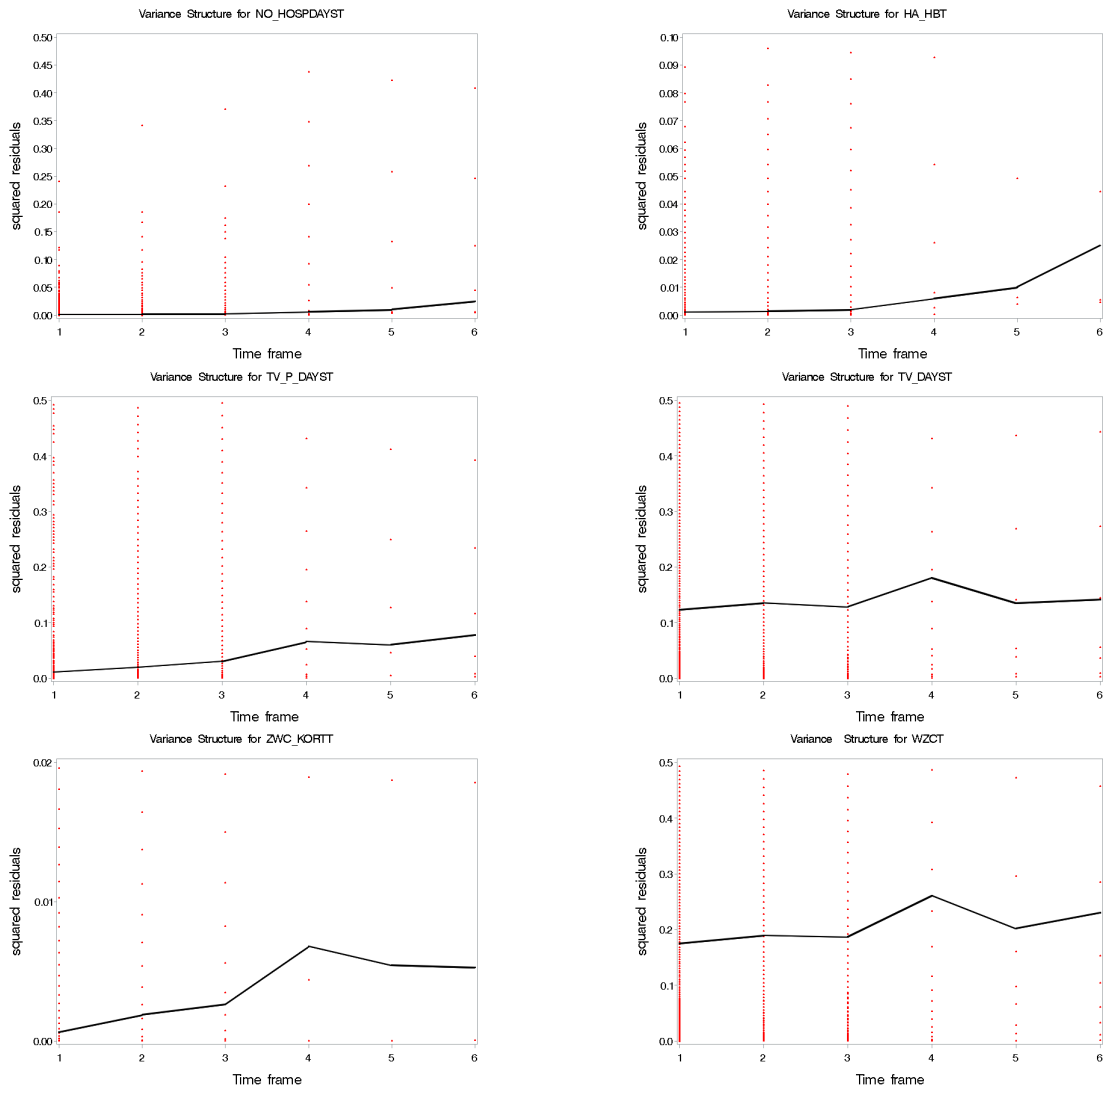 Variance Structure for NO_HOSPDAYST
squared residuals
0.50
0.45
0.40
0.35
0.30
0.25
0.20
0.15
0.10
0.05
0.00
1 2 3 4 5 6
Time frame
Variance Structure for HA_HBT
squared residuals
0.10
0.09
0.08
0.07
0.06
0.05
0.04
0.03
0.02
0.01
0.00
1 2 3 4 5 6
Time frame
Variance Structure for TV_P_DAYST
squared residuals
0.5
0.4
0.3
0.2
0.1
0.0
1 2 3 4 5 6
Time frame
Variance Structure for TV_DAYST
squared residuals
0.5
0.4
0.3
0.2
0.1
0.0
1 2 3 4 5 6
Time frame
Variance Structure for ZWC_KORTT
squared residuals
0.02
0.01
0.00
1 2 3 4 5 6
Time frame
Variance Structure for WZCT
squared residuals
0.5
0.4
0.3
0.2
0.1
0.0
1 2 3 4 5 6
Time frame